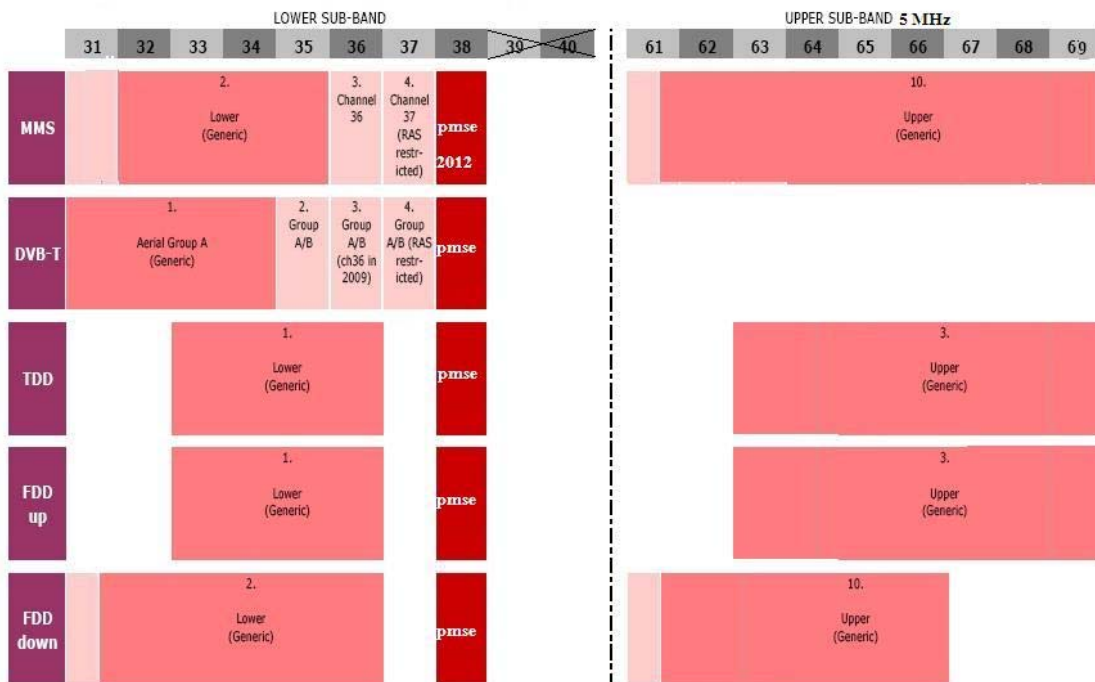 LOWER SUB-BAND
UPPER SUB-BAND 5 MHz
31 32 33 34 35 36 37 38 39 40 61 62 63 64 65 66 67 68 69
MMS
2.
Lower
(Generic)
3.
Channel
36
4.
Channel
37
(RAS
restr-
icted)
pmse
2012
10.
Upper
(Generic)
DVB-T
1.
Aerial Group A
(Generic)
2.
Group
A/B
3.
Group
A/B
(ch36 in
2009)
4.
Group
A/B (RAS
restr-
icted)
pmse
TDD
1.
Lower
(Generic)
pmse
3.
Upper
(Generic)
FDD
up
1.
Lower
(Generic)
pmse
3.
Upper
(Generic)
FDD
down
2.
Lower
(Generic)
pmse
10.
Upper
(Generic)